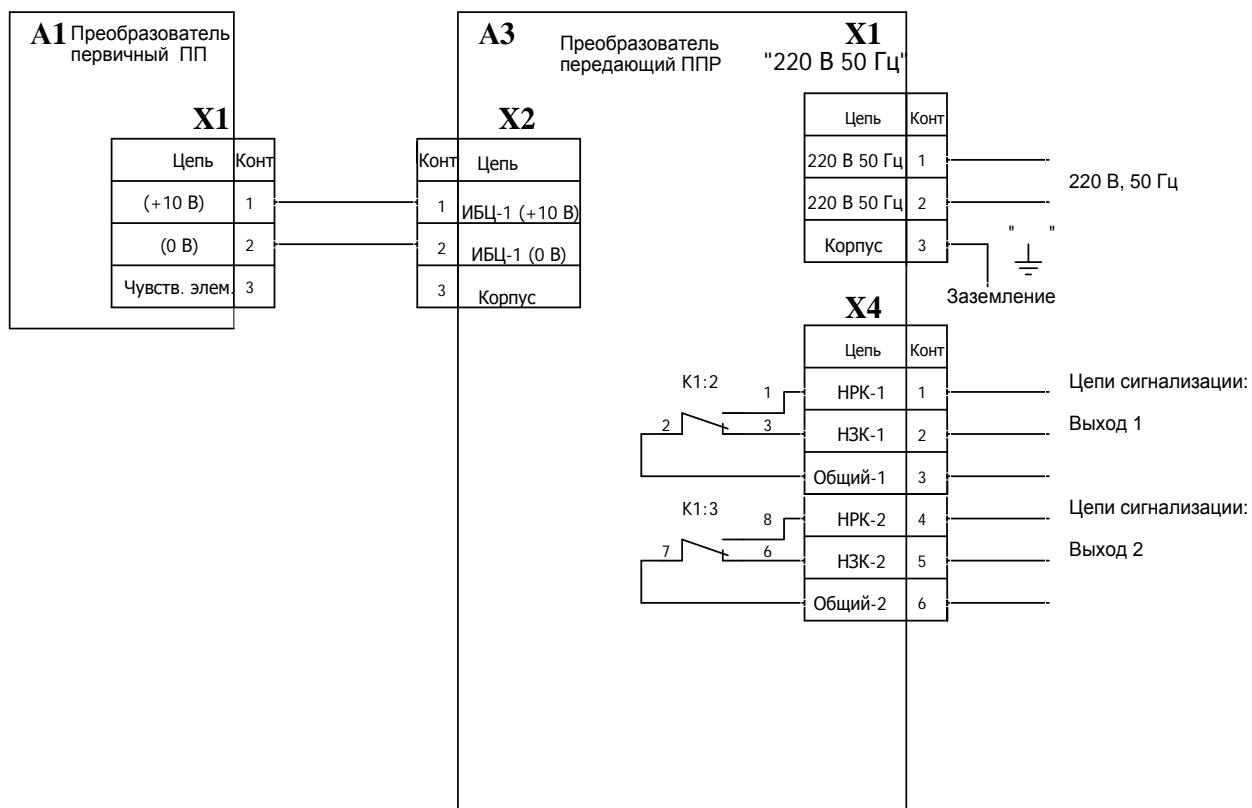 A1 Преобразователь
первичный ПП
X1
Цепь Конт
(+10 В) 1
(0 В) 2
Чувств. элем. 3
A3 Преобразователь
передающий ППР
X2
Конт Цепь
1 ИБЦ-1 (+10 В)
2 ИБЦ-1 (0 В)
3 Корпус
X1
"220 В 50 Гц"
Цепь Конт
220 В 50 Гц 1
220 В 50 Гц 2
Корпус 3
220 В, 50 Гц
" "
Заземление
X4
Цепь Конт
K1:2
1 НРК-1 1
2 3 НЗК-1 2
Общий-1 3
Цепи сигнализации:
Выход 1
K1:3
8 НРК-2 4
7 6 НЗК-2 5
Общий-2 6
Цепи сигнализации:
Выход 2